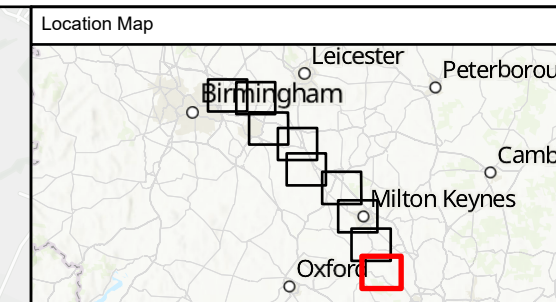 Location Map
Leicester
Peterborou
Birmingham
Camb
Milton Keynes
Oxford